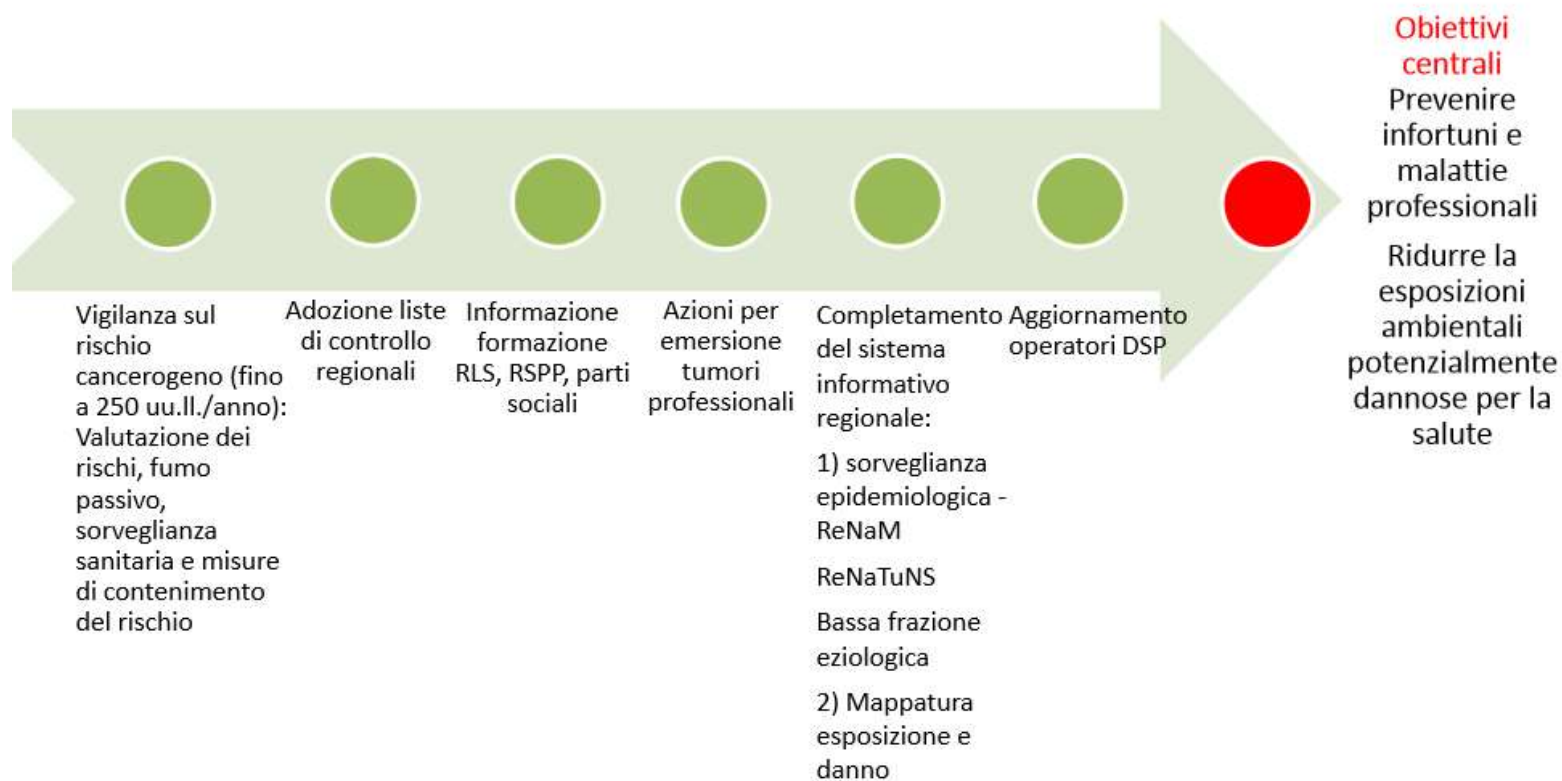 Vigilanza sul
rischio
cancerogeno (fino
a 250 uu.ll./anno):
Valutazione dei
rischi, fumo
passivo,
sorveglianza
sanitaria e misure
di contenimento
del rischio
Adozione liste
di controllo
regionali
Informazione
formazione
RLS, RSPP, parti
sociali
Azioni per
emersione
tumori
professionali
Completamento
del sistema
informativo
regionale:
1) sorveglianza
epidemiologica -
ReNaM
ReNaTuNS
Bassa frazione
eziologica
2) Mappatura
esposizione e
danno
Aggiornamento
operatori DSP
Obiettivi
centrali
Prevenire
infortuni e
malattie
professionali
Ridurre la
esposizioni
ambientali
potenzialmente
dannose per la
salute